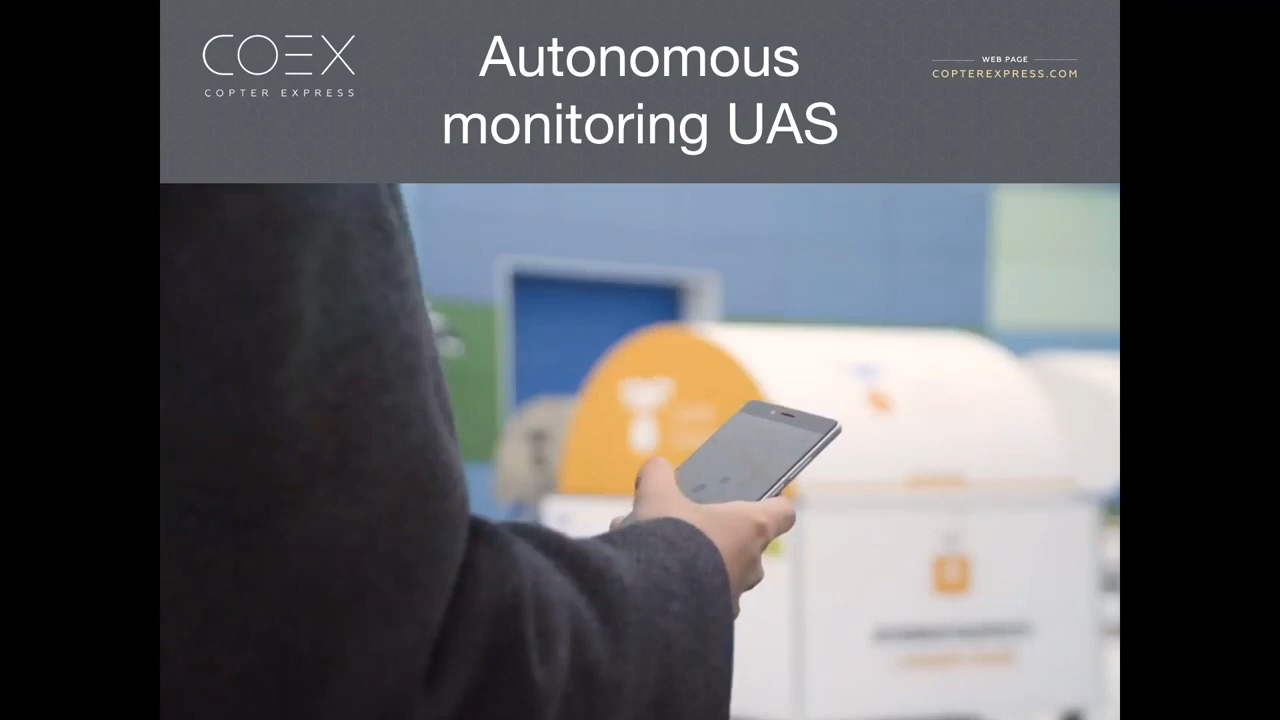 COEX
COPTER EXPRESS
Autonomous
monitoring UAS
WEB PAGE
COPTEREXPRESS.COM